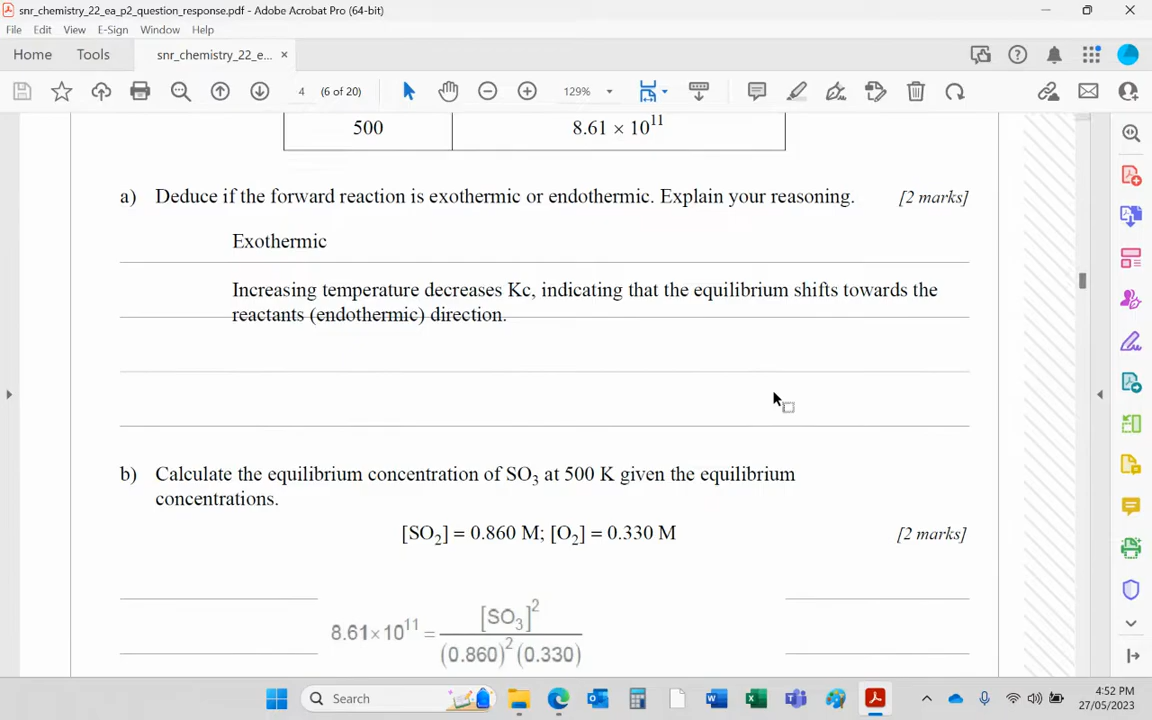 snr_chemistry_22_ea_p2_question_response.pdf - Adobe Acrobat Pro (64-bit)
File Edit View E-Sign Window Help
Home Tools snr_chemistry_22_e... ×
4 (6 of 20) 129%
500 8.61 × 10¹¹
a) Deduce if the forward reaction is exothermic or endothermic. Explain your reasoning. [2 marks]
Exothermic
Increasing temperature decreases Kc, indicating that the equilibrium shifts towards the
reactants (endothermic) direction.
b) Calculate the equilibrium concentration of SO₃ at 500 K given the equilibrium
concentrations.
[SO₂] = 0.860 M; [O₂] = 0.330 M [2 marks]
8.61×10¹¹ = [SO₃]² / (0.860)² (0.330)
Search
4:52 PM
27/05/2023